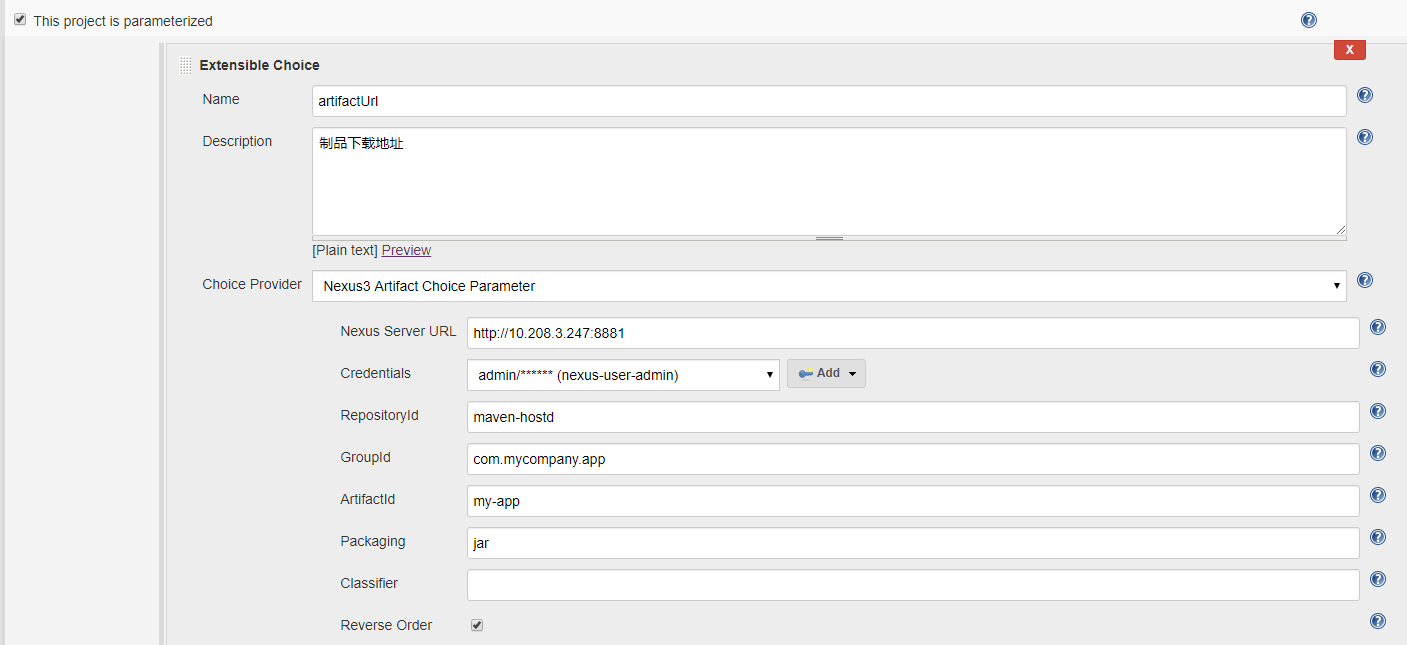 This project is parameterized
X
Extensible Choice
Name
artifactUrl
Description
制品下载地址
[Plain text] Preview
Choice Provider
Nexus3 Artifact Choice Parameter
Nexus Server URL
http://10.208.3.247:8881
Credentials
admin/****** (nexus-user-admin)
Add
RepositoryId
maven-hostd
GroupId
com.mycompany.app
ArtifactId
my-app
Packaging
jar
Classifier
Reverse Order